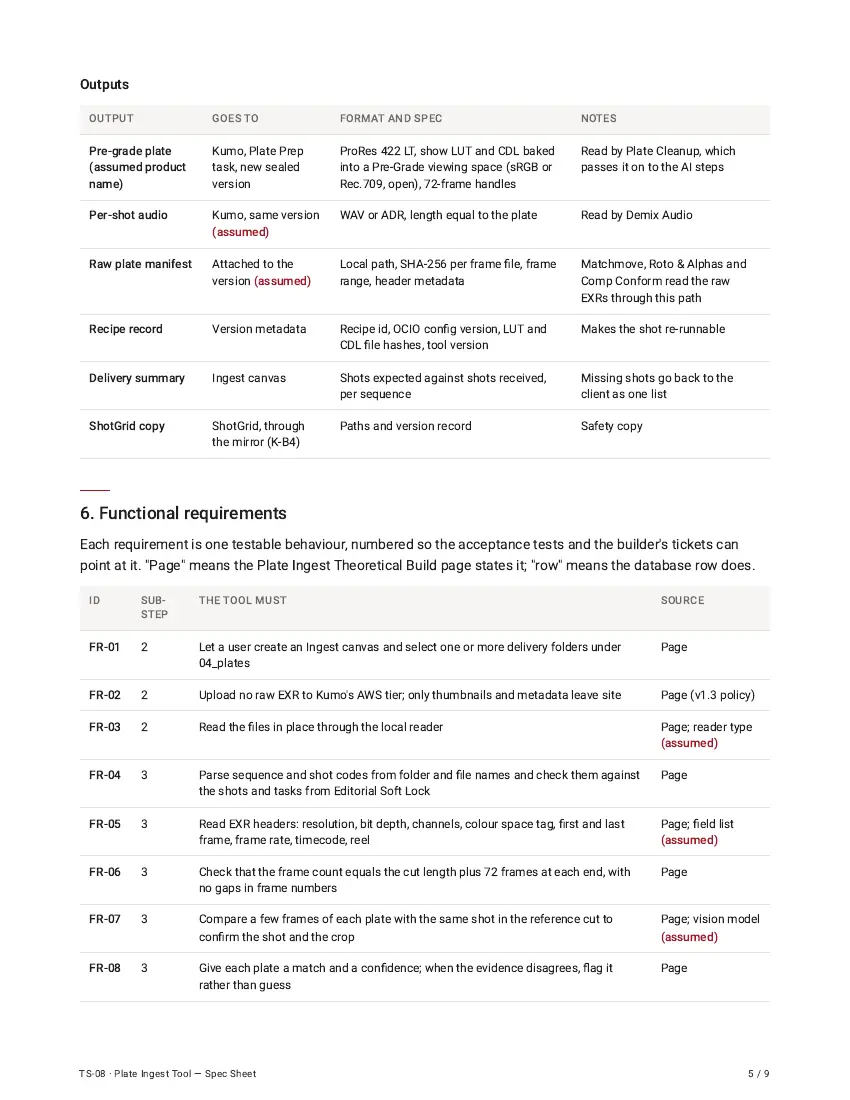 Outputs
OUTPUT GOES TO FORMAT AND SPEC NOTES
Pre-grade plate Kumo, Plate Prep ProRes 422 LT, show LUT and CDL baked Read by Plate Cleanup, which
(assumed product task, new sealed into a Pre-Grade viewing space (sRGB or passes it on to the AI steps
name) version Rec.709, open), 72-frame handles
Per-shot audio Kumo, same version WAV or ADR, length equal to the plate Read by Demix Audio
(assumed)
Raw plate manifest Attached to the Local path, SHA-256 per frame file, frame Matchmove, Roto & Alphas and
version (assumed) range, header metadata Comp Conform read the raw
EXRs through this path
Recipe record Version metadata Recipe id, OCIO config version, LUT and Makes the shot re-runnable
CDL file hashes, tool version
Delivery summary Ingest canvas Shots expected against shots received, Missing shots go back to the
per sequence client as one list
ShotGrid copy ShotGrid, through Paths and version record Safety copy
the mirror (K-B4)
6. Functional requirements
Each requirement is one testable behaviour, numbered so the acceptance tests and the builder's tickets can
point at it. "Page" means the Plate Ingest Theoretical Build page states it; "row" means the database row does.
ID SUB- THE TOOL MUST SOURCE
STEP
FR-01 2 Let a user create an Ingest canvas and select one or more delivery folders under Page
04_plates
FR-02 2 Upload no raw EXR to Kumo's AWS tier; only thumbnails and metadata leave site Page (v1.3 policy)
FR-03 2 Read the files in place through the local reader Page; reader type
(assumed)
FR-04 3 Parse sequence and shot codes from folder and file names and check them against Page
the shots and tasks from Editorial Soft Lock
FR-05 3 Read EXR headers: resolution, bit depth, channels, colour space tag, first and last Page; field list
frame, frame rate, timecode, reel (assumed)
FR-06 3 Check that the frame count equals the cut length plus 72 frames at each end, with Page
no gaps in frame numbers
FR-07 3 Compare a few frames of each plate with the same shot in the reference cut to Page; vision model
confirm the shot and the crop (assumed)
FR-08 3 Give each plate a match and a confidence; when the evidence disagrees, flag it Page
rather than guess
TS-08 · Plate Ingest Tool — Spec Sheet 5 / 9